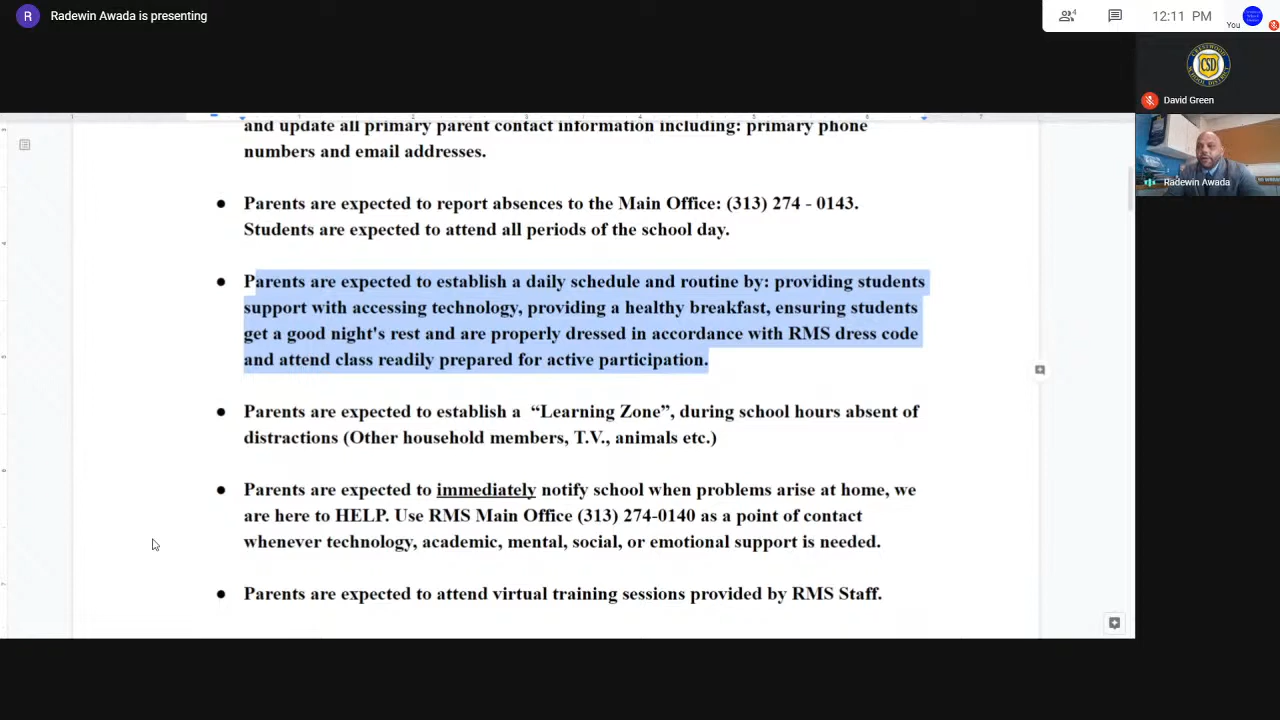 R
Radewin Awada is presenting
4
12:11 PM
You
CSD
David Green
Radewin Awada
and update all primary parent contact information including: primary phone
numbers and email addresses.
● Parents are expected to report absences to the Main Office: (313) 274 - 0143.
Students are expected to attend all periods of the school day.
● Parents are expected to establish a daily schedule and routine by: providing students
support with accessing technology, providing a healthy breakfast, ensuring students
get a good night's rest and are properly dressed in accordance with RMS dress code
and attend class readily prepared for active participation.
● Parents are expected to establish a “Learning Zone”, during school hours absent of
distractions (Other household members, T.V., animals etc.)
● Parents are expected to immediately notify school when problems arise at home, we
are here to HELP. Use RMS Main Office (313) 274-0140 as a point of contact
whenever technology, academic, mental, social, or emotional support is needed.
● Parents are expected to attend virtual training sessions provided by RMS Staff.